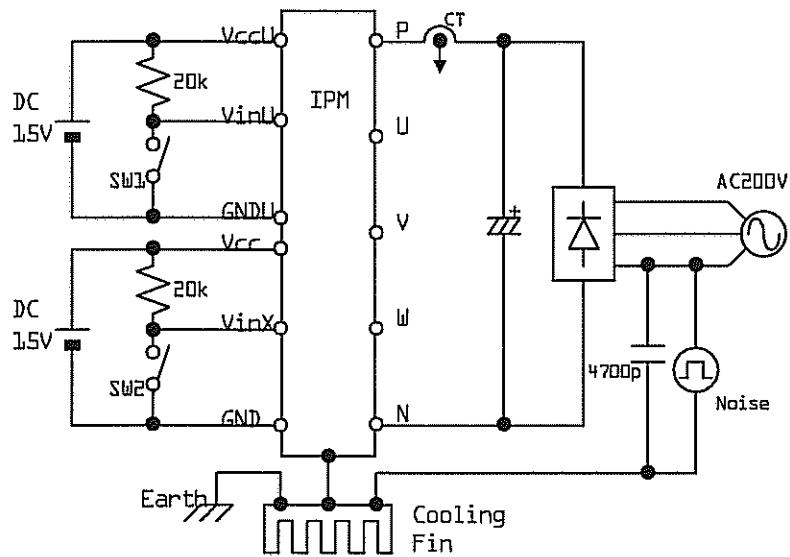 VccU
20k
VinU
DC
15V
SW1
GNDU
Vcc
20k
DC
15V
VinX
SW2
GND
IPM
P
CT
U
V
W
N
+
AC200V
4700p
Noise
Earth
Cooling
Fin